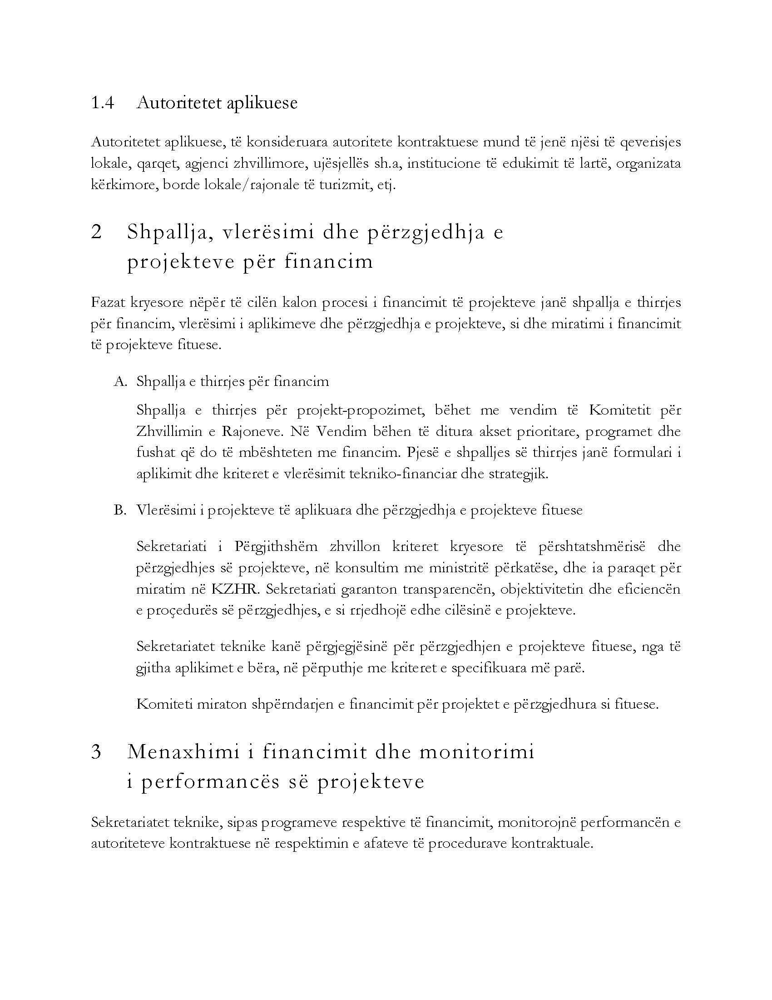 1.4 Autoritetet aplikuese
Autoritetet aplikuese, të konsideruara autoritete kontraktuese mund të jenë njësi të qeverisjes
lokale, qarqet, agjenci zhvillimore, ujësjellës sh.a, institucione të edukimit të lartë, organizata
kërkimore, borde lokale/rajonale të turizmit, etj.
2 Shpallja, vlerësimi dhe përzgjedhja e
projekteve për financim
Fazat kryesore nëpër të cilën kalon procesi i financimit të projekteve janë shpallja e thirrjes
për financim, vlerësimi i aplikimeve dhe përzgjedhja e projekteve, si dhe miratimi i financimit
të projekteve fituese.
A. Shpallja e thirrjes për financim
Shpallja e thirrjes për projekt-propozimet, bëhet me vendim të Komitetit për
Zhvillimin e Rajoneve. Në Vendim bëhen të ditura akset prioritare, programet dhe
fushat që do të mbështeten me financim. Pjesë e shpalljes së thirrjes janë formulari i
aplikimit dhe kriteret e vlerësimit tekniko-financiar dhe strategjik.
B. Vlerësimi i projekteve të aplikuara dhe përzgjedhja e projekteve fituese
Sekretariati i Përgjithshëm zhvillon kriteret kryesore të përshtatshmërisë dhe
përzgjedhjes së projekteve, në konsultim me ministritë përkatëse, dhe ia paraqet për
miratim në KZHR. Sekretariati garanton transparencën, objektivitetin dhe eficiencën
e proçedurës së përzgjedhjes, e si rrjedhojë edhe cilësinë e projekteve.
Sekretariatet teknike kanë përgjegjësinë për përzgjedhjen e projekteve fituese, nga të
gjitha aplikimet e bëra, në përputhje me kriteret e specifikuara më parë.
Komiteti miraton shpërndarjen e financimit për projektet e përzgjedhura si fituese.
3 Menaxhimi i financimit dhe monitorimi
i performancës së projekteve
Sekretariatet teknike, sipas programeve respektive të financimit, monitorojnë performancën e
autoriteteve kontraktuese në respektimin e afateve të procedurave kontraktuale.